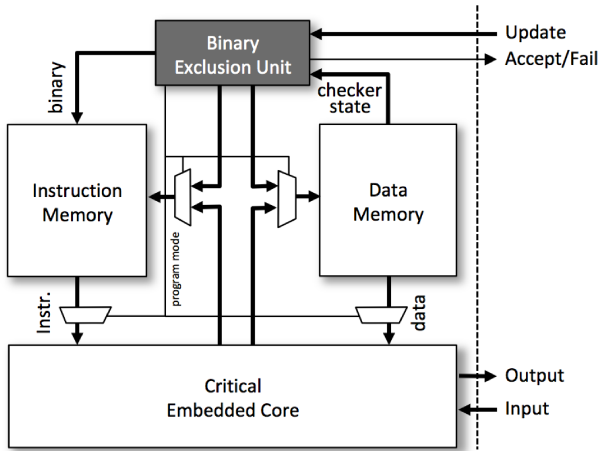 Binary
Exclusion Unit
Update
Accept/Fail
binary
checker
state
Instruction
Memory
Data
Memory
program mode
Instr.
data
Critical
Embedded Core
Output
Input